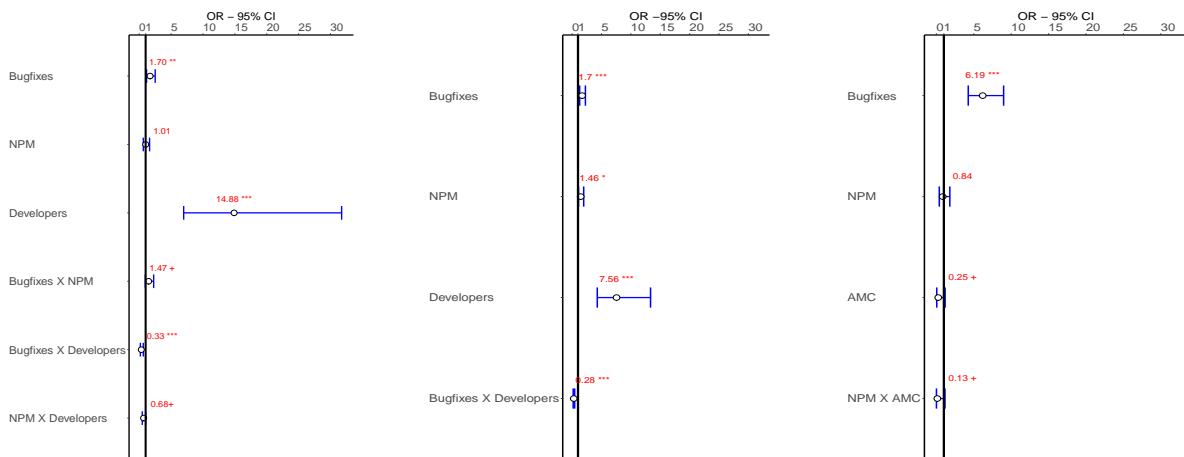 OR – 95% CI
01 5 10 15 20 25 30
Bugfixes
1.70 **
NPM
1.01
Developers
14.88 ***
Bugfixes X NPM
1.47 +
Bugfixes X Developers
0.33 ***
NPM X Developers
0.68+
OR –95% CI
01 5 10 15 20 25 30
Bugfixes
1.7 ***
NPM
1.46 *
Developers
7.56 ***
Bugfixes X Developers
0.28 ***
OR – 95% CI
01 5 10 15 20 25 30
Bugfixes
6.19 ***
NPM
0.84
AMC
0.25 +
NPM X AMC
0.13 +